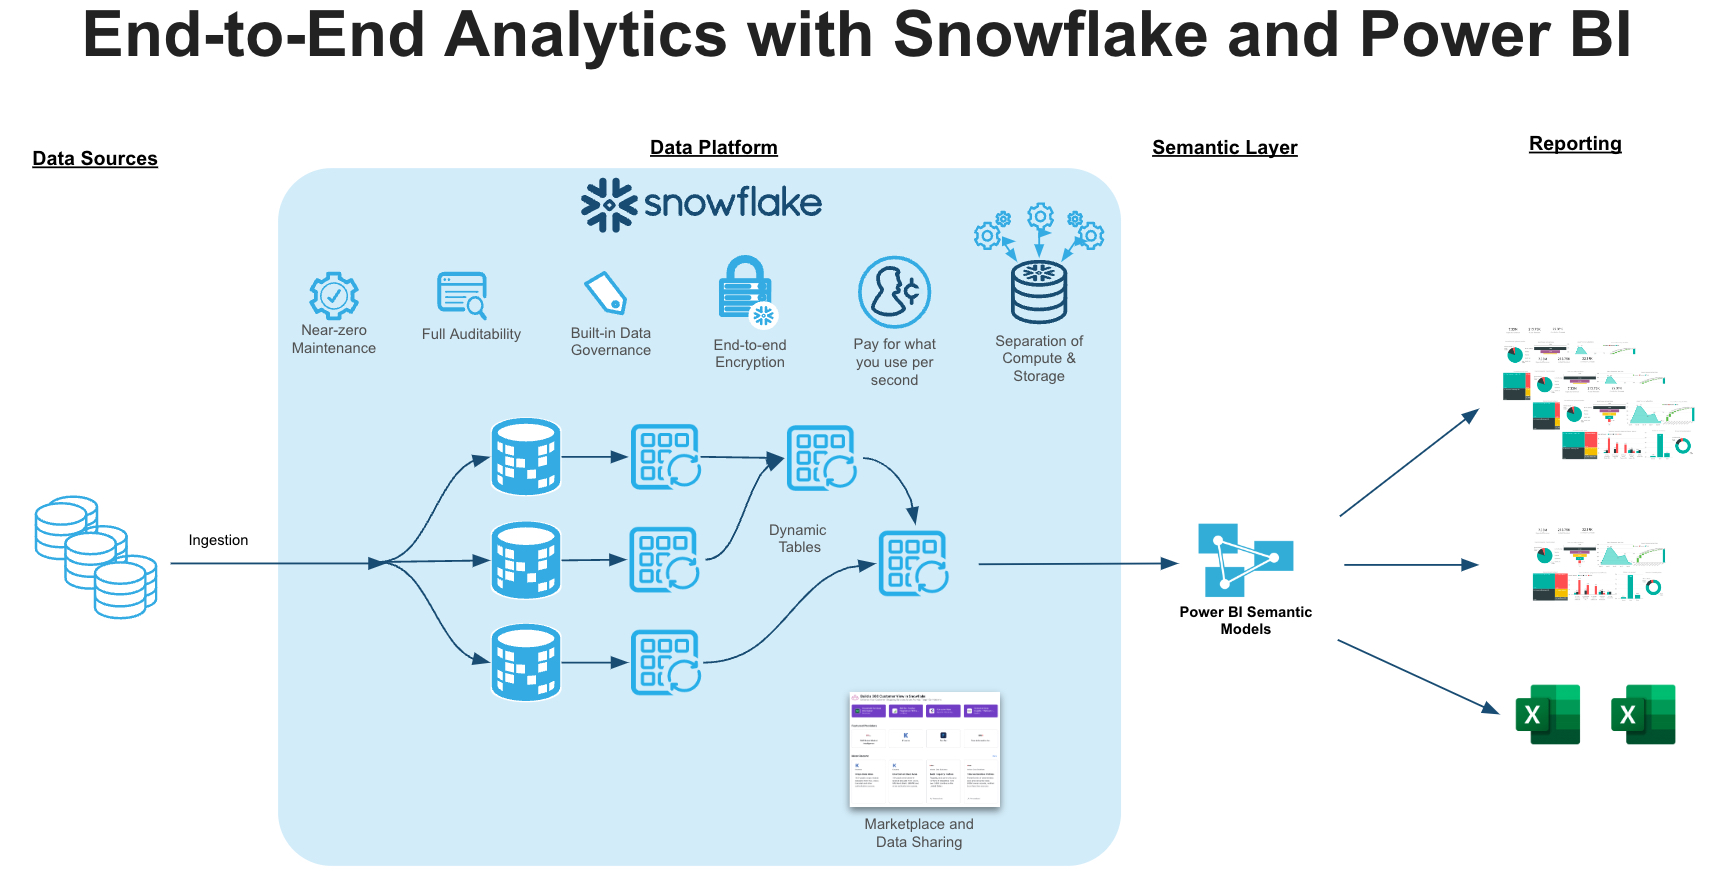 End-to-End Analytics with Snowflake and Power BI
Data Sources
Data Platform
Semantic Layer
Reporting
snowflake
Near-zero
Maintenance
Full Auditability
Built-in Data
Governance
End-to-end
Encryption
Pay for what
you use per
second
Separation of
Compute &
Storage
Ingestion
Dynamic
Tables
Power BI Semantic
Models
X
X
Marketplace and
Data Sharing